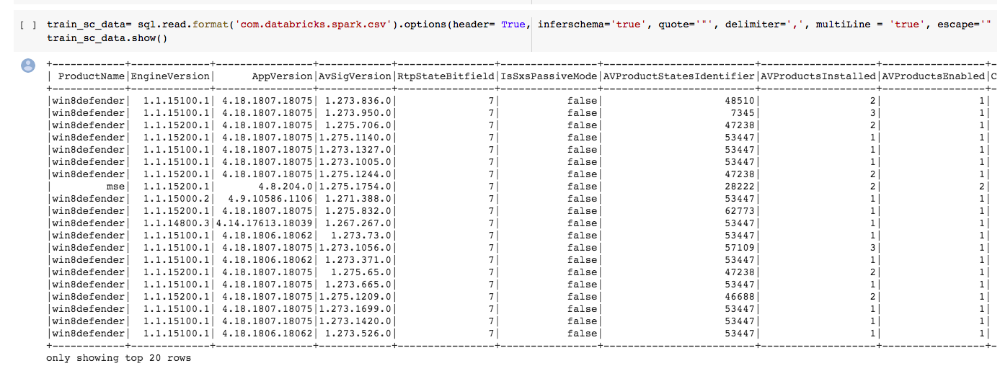 [ ] train_sc_data= sql.read.format('com.databricks.spark.csv').options(header= True, inferschema='true', quote='"', delimiter=',', multiLine = 'true', escape='"
train_sc_data.show()
+------------+-------------+---------------+------------+---------------+---------------+-------------------------+-------------------+-----------------+-
| ProductName|EngineVersion|     AppVersion|AvSigVersion|RtpStateBitfield|IsSxsPassiveMode|AVProductStatesIdentifier|AVProductsInstalled|AVProductsEnabled|C
+------------+-------------+---------------+------------+---------------+---------------+-------------------------+-------------------+-----------------+-
|win8defender| 1.1.15100.1| 4.18.1807.18075| 1.273.836.0| 7| false| 48510| 2| 1|
|win8defender| 1.1.15100.1| 4.18.1807.18075| 1.273.950.0| 7| false| 7345| 3| 1|
|win8defender| 1.1.15200.1| 4.18.1807.18075| 1.275.706.0| 7| false| 47238| 2| 1|
|win8defender| 1.1.15200.1| 4.18.1807.18075|1.275.1140.0| 7| false| 53447| 1| 1|
|win8defender| 1.1.15100.1| 4.18.1807.18075|1.273.1327.0| 7| false| 53447| 1| 1|
|win8defender| 1.1.15100.1| 4.18.1807.18075|1.273.1005.0| 7| false| 53447| 1| 1|
|win8defender| 1.1.15200.1| 4.18.1807.18075|1.275.1244.0| 7| false| 47238| 2| 1|
| mse| 1.1.15200.1| 4.8.204.0|1.275.1754.0| 7| false| 28222| 2| 2|
|win8defender| 1.1.15000.2| 4.9.10586.1106| 1.271.388.0| 7| false| 53447| 1| 1|
|win8defender| 1.1.15200.1| 4.18.1807.18075| 1.275.832.0| 7| false| 62773| 1| 1|
|win8defender| 1.1.14800.3|4.14.17613.18039| 1.267.267.0| 7| false| 53447| 1| 1|
|win8defender| 1.1.15100.1| 4.18.1806.18062| 1.273.73.0| 7| false| 53447| 1| 1|
|win8defender| 1.1.15100.1| 4.18.1807.18075|1.273.1056.0| 7| false| 57109| 3| 1|
|win8defender| 1.1.15100.1| 4.18.1806.18062| 1.273.371.0| 7| false| 53447| 1| 1|
|win8defender| 1.1.15200.1| 4.18.1807.18075| 1.275.65.0| 7| false| 47238| 2| 1|
|win8defender| 1.1.15100.1| 4.18.1807.18075| 1.273.665.0| 7| false| 53447| 1| 1|
|win8defender| 1.1.15200.1| 4.18.1807.18075|1.275.1209.0| 7| false| 46688| 2| 1|
|win8defender| 1.1.15100.1| 4.18.1807.18075|1.273.1699.0| 7| false| 53447| 1| 1|
|win8defender| 1.1.15100.1| 4.18.1807.18075|1.273.1420.0| 7| false| 53447| 1| 1|
|win8defender| 1.1.15100.1| 4.18.1806.18062| 1.273.526.0| 7| false| 53447| 1| 1|
+------------+-------------+---------------+------------+---------------+---------------+-------------------------+-------------------+-----------------+-
only showing top 20 rows